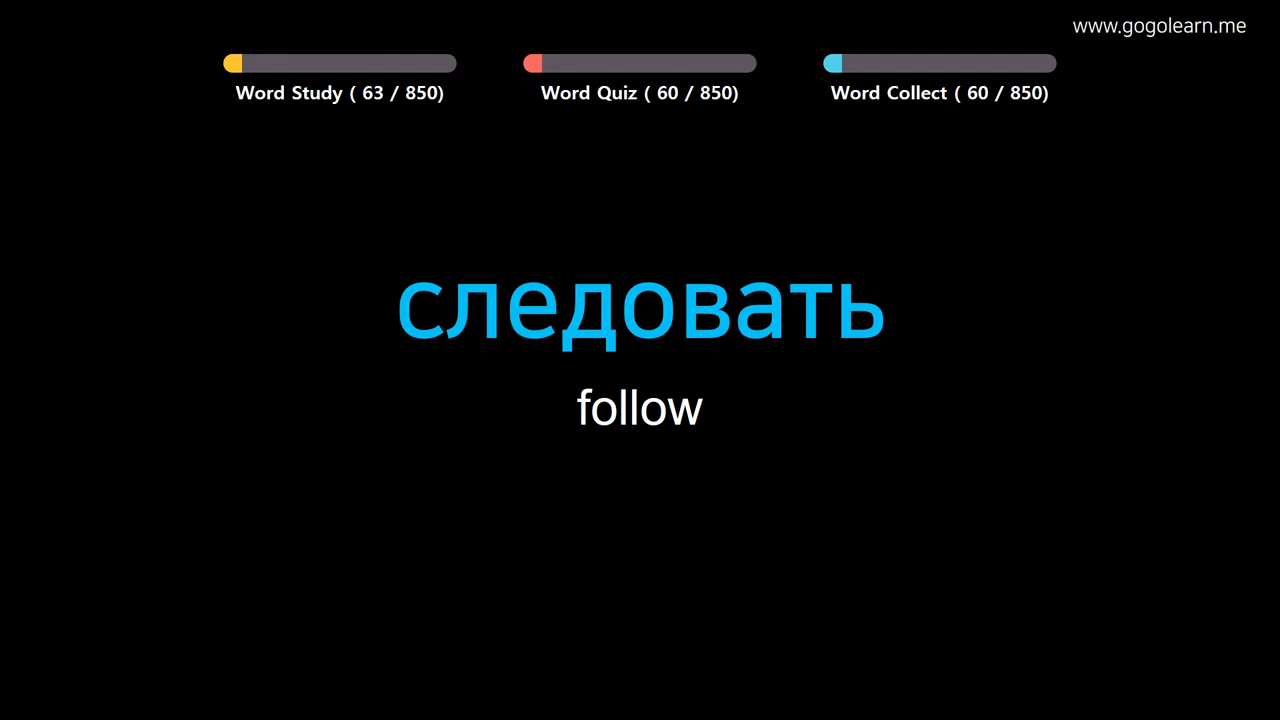 www.gogolearn.me
Word Study ( 63 / 850)
Word Quiz ( 60 / 850)
Word Collect ( 60 / 850)
следовать
follow